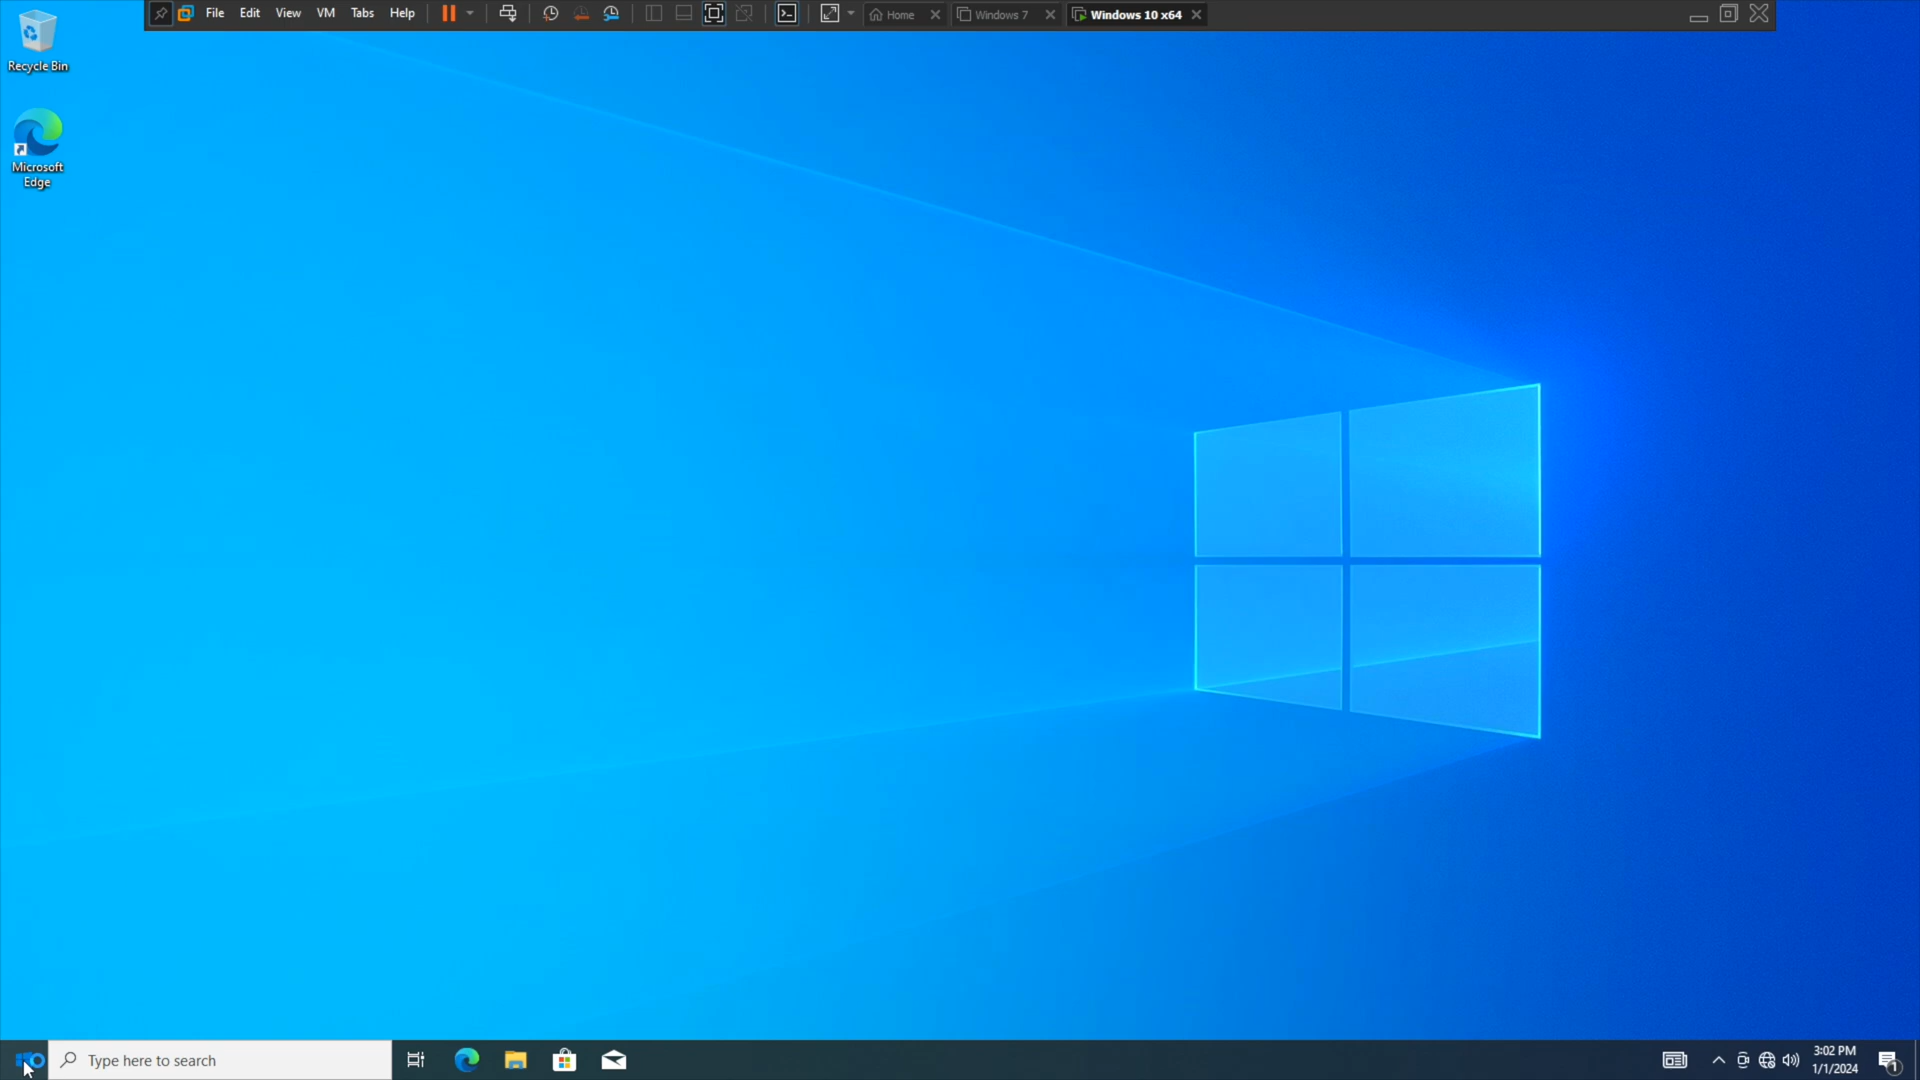 File Edit View VM Tabs Help Home Windows 7 Windows 10 x64
Recycle Bin
Microsoft
Edge
Type here to search
3:02 PM
1/1/2024
1